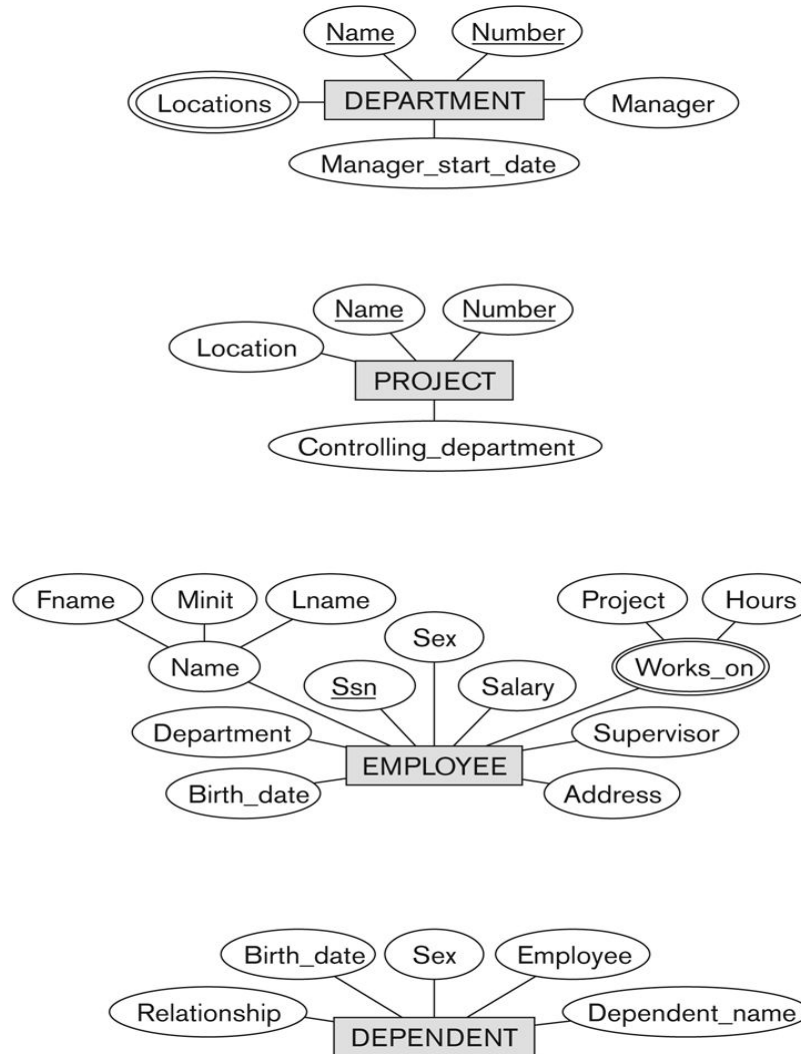 Name Number
Locations DEPARTMENT Manager
Manager_start_date
Name Number
Location
PROJECT
Controlling_department
Fname Minit Lname Project Hours
Sex
Name Works_on
Ssn Salary
Department Supervisor
EMPLOYEE
Birth_date Address
Birth_date Sex Employee
Relationship Dependent_name
DEPENDENT